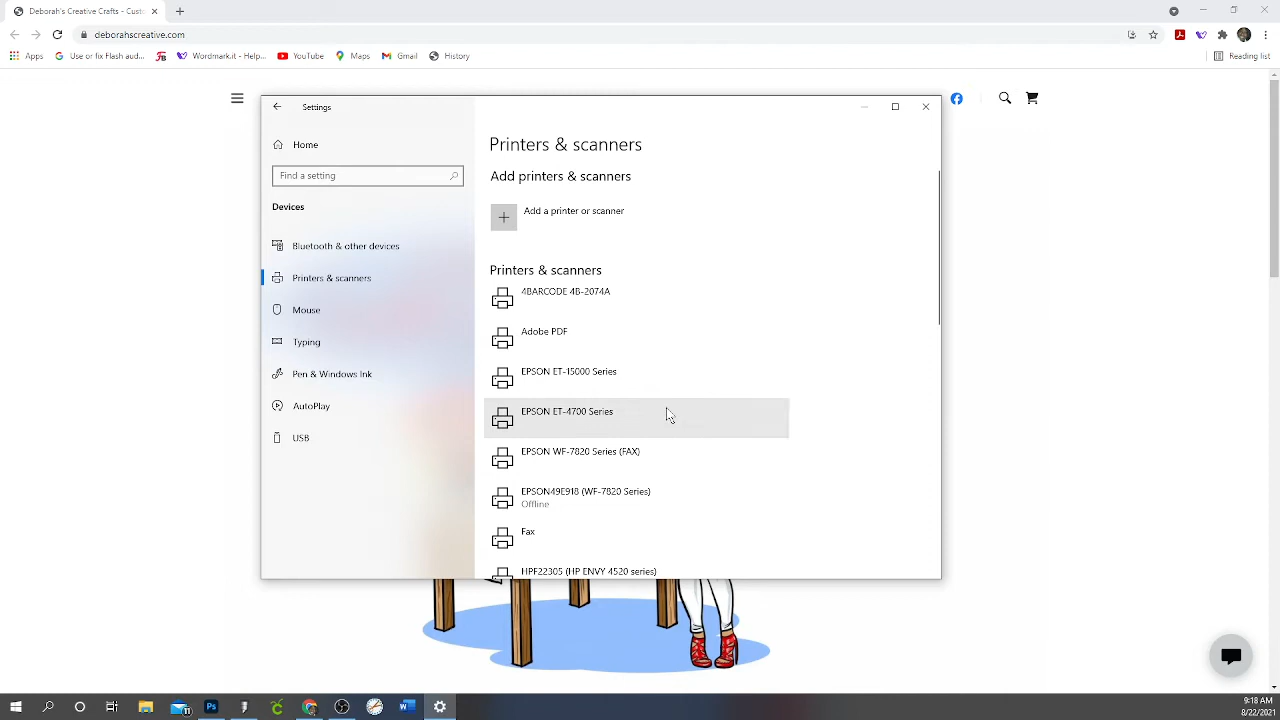 Deborah's Creative Crafts - Custo
deborahscreative.com
Apps
Use or fix Flash aud...
Wordmark.it - Help...
YouTube
Maps
Gmail
History
Reading list
Settings
Home
Find a setting
Devices
Bluetooth & other devices
Printers & scanners
Mouse
Typing
Pen & Windows Ink
AutoPlay
USB
Printers & scanners
Add printers & scanners
Add a printer or scanner
Printers & scanners
4BARCODE 4B-2074A
Adobe PDF
EPSON ET-15000 Series
EPSON ET-4700 Series
EPSON WF-7820 Series (FAX)
EPSON49E918 (WF-7820 Series)
Offline
Fax
HPF22305 (HP ENVY 4520 series)
9:18 AM
8/22/2021